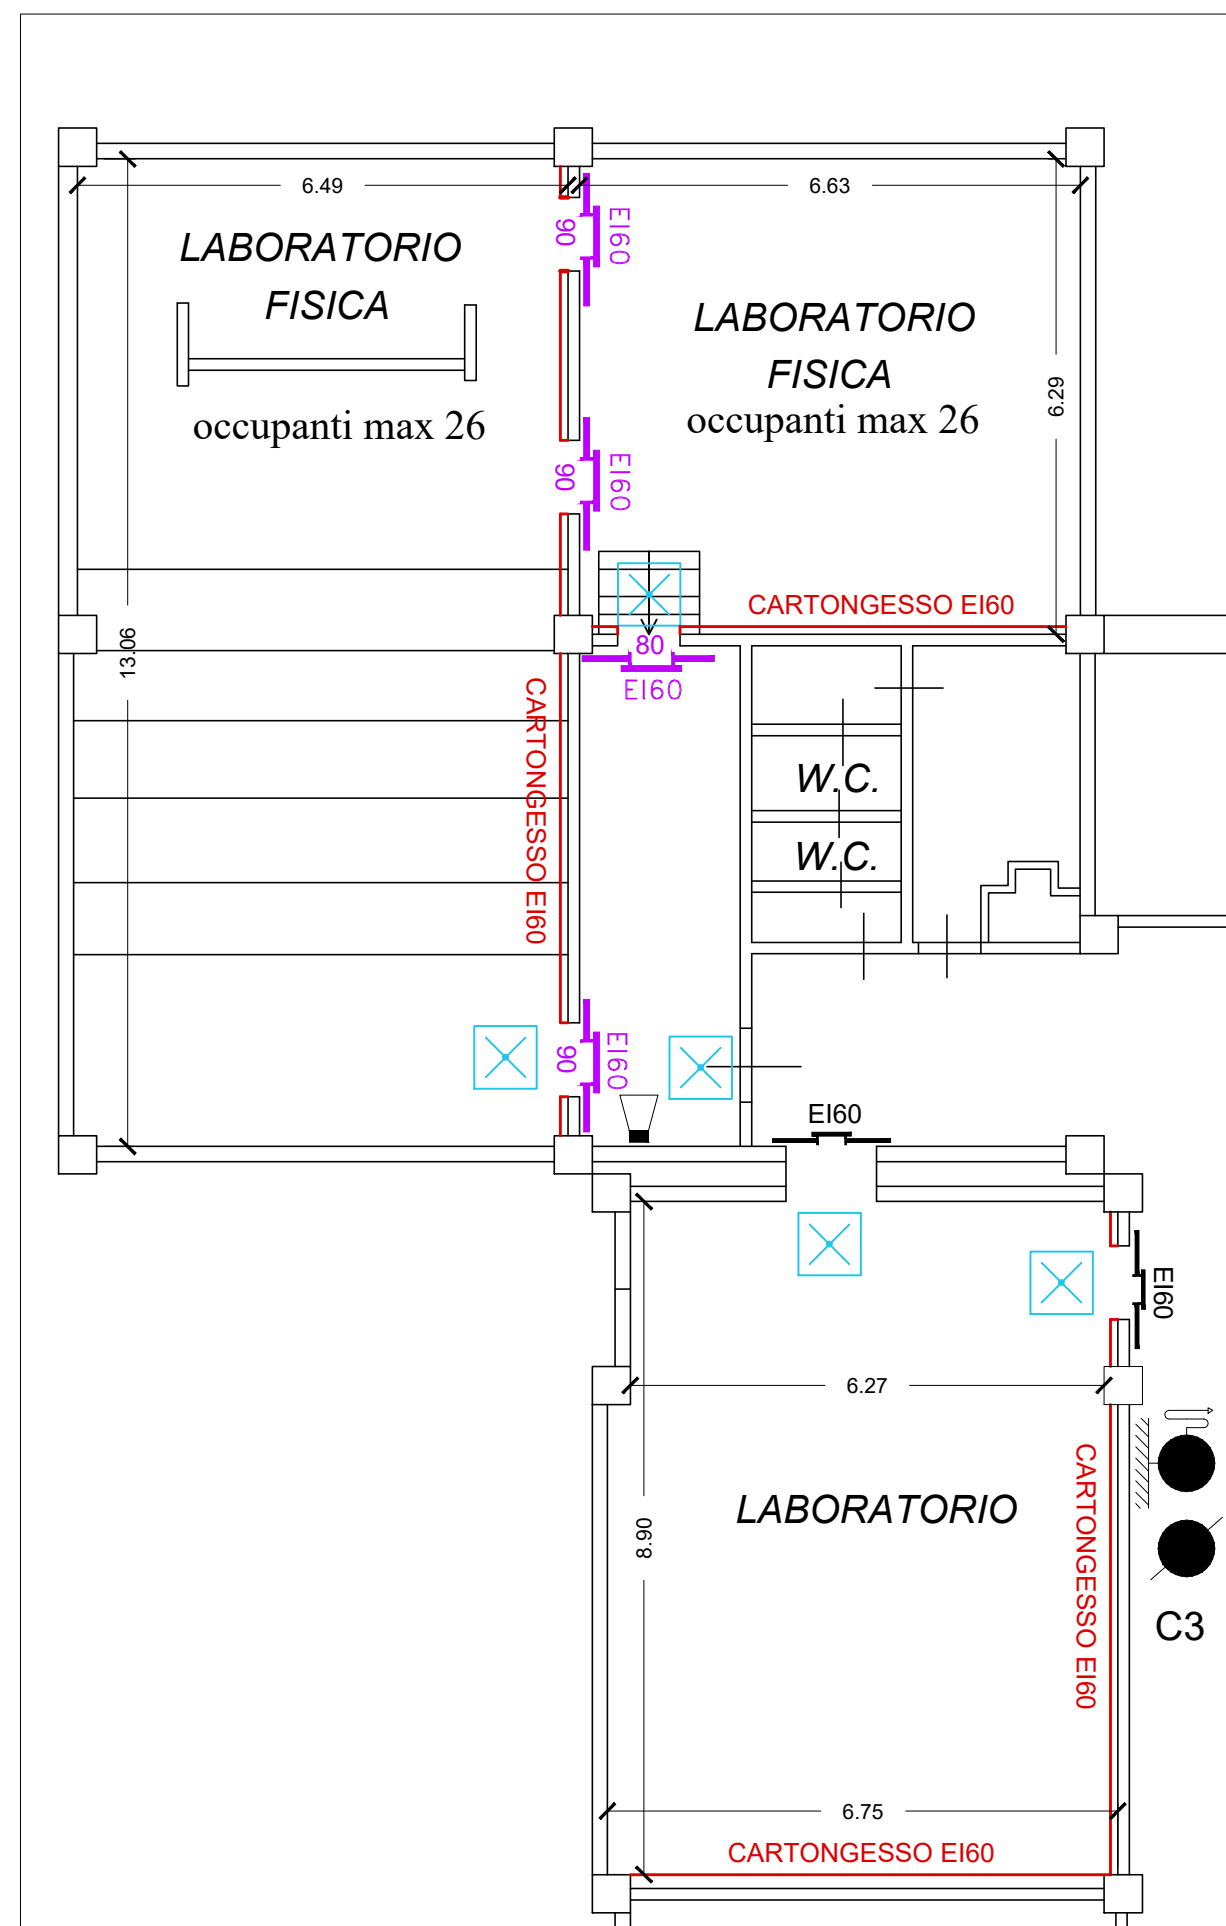 6.49
6.63
LABORATORIO
FISICA
occupanti max 26
90
EI60
LABORATORIO
FISICA
occupanti max 26
6.29
90
EI60
CARTONGESSO EI60
13.06
80
EI60
CARTONGESSO EI60
W.C.
W.C.
90
EI60
EI60
EI60
6.27
CARTONGESSO EI60
LABORATORIO
8.90
C3
6.75
CARTONGESSO EI60